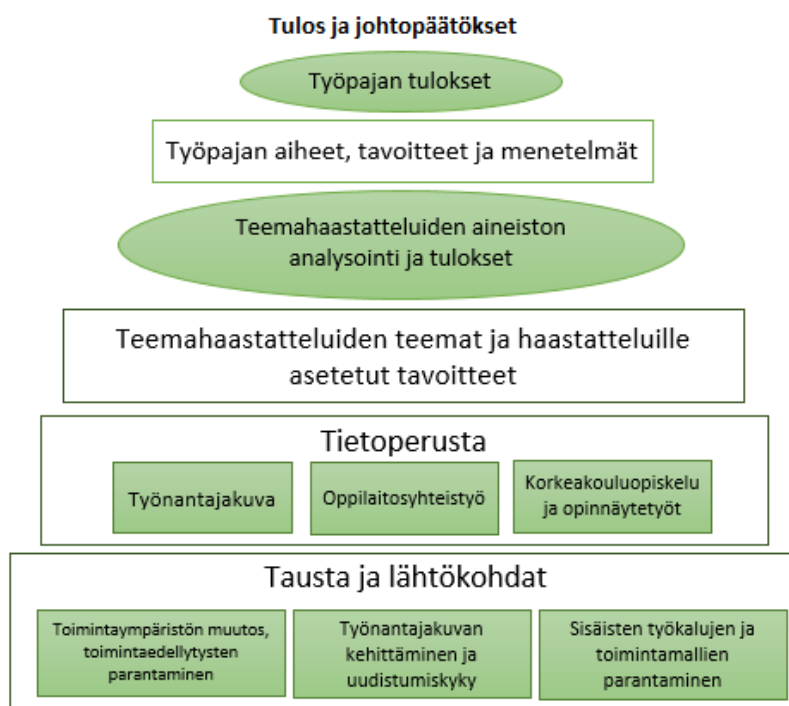 Tulos ja johtopäätökset
Työpajan tulokset
Työpajan aiheet, tavoitteet ja menetelmät
Teemahaastatteluiden aineiston
analysointi ja tulokset
Teemahaastatteluiden teemat ja haastatteluille
asetetut tavoitteet
Tietoperusta
Työnantajakuva
Oppilaitosyhteistyö
Korkeakouluopiskelu
ja opinnäytetyöt
Tausta ja lähtökohdat
Toimintaympäristön muutos,
toimintaedellytysten
parantaminen
Työnantajakuvan
kehittäminen ja
uudistumiskyky
Sisäisten työkalujen ja
toimintamallien
parantaminen